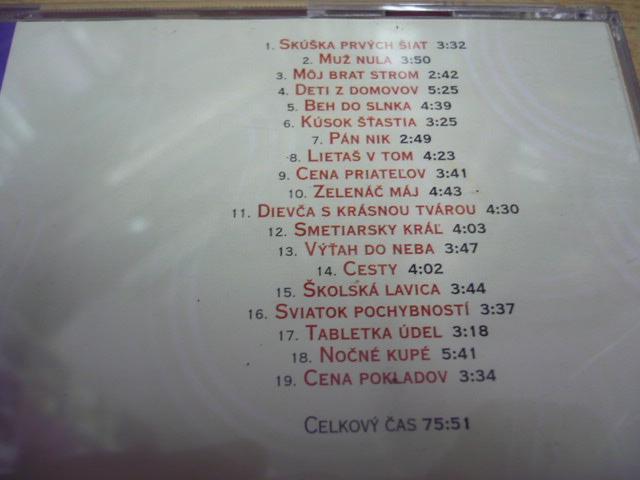 1. Skúška prvých šiat 3:32
2. Muž nula 3:50
3. Môj brat strom 2:42
4. Deti z domovov 5:25
5. Beh do slnka 4:39
6. Kúsok šťastia 3:25
7. Pán nik 2:49
8. Lietaš v tom 4:23
9. Cena priateľov 3:41
10. Zelenáč máj 4:43
11. Dievča s krásnou tvárou 4:30
12. Smetiarsky kráľ 4:03
13. Výťah do neba 3:47
14. Cesty 4:02
15. Školská lavica 3:44
16. Sviatok pochybností 3:37
17. Tabletka údel 3:18
18. Nočné kupé 5:41
19. Cena pokladov 3:34
Celkový čas 75:51